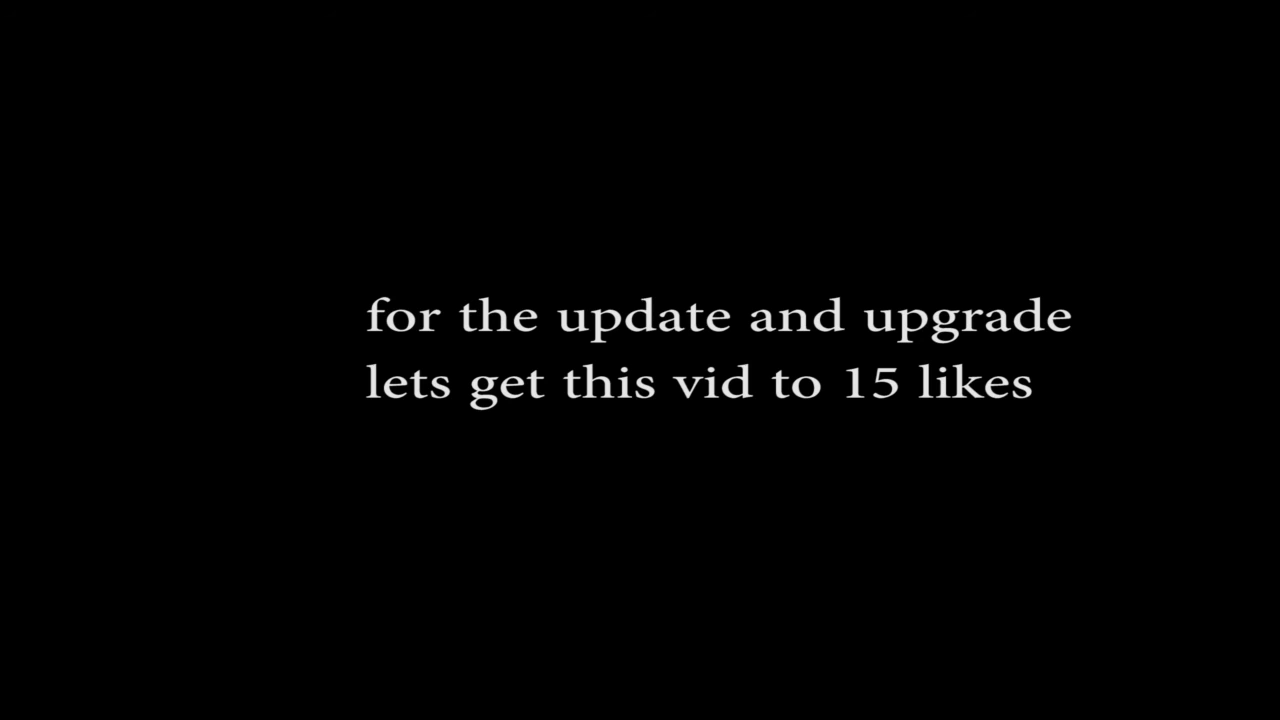 for the update and upgrade
lets get this vid to 15 likes